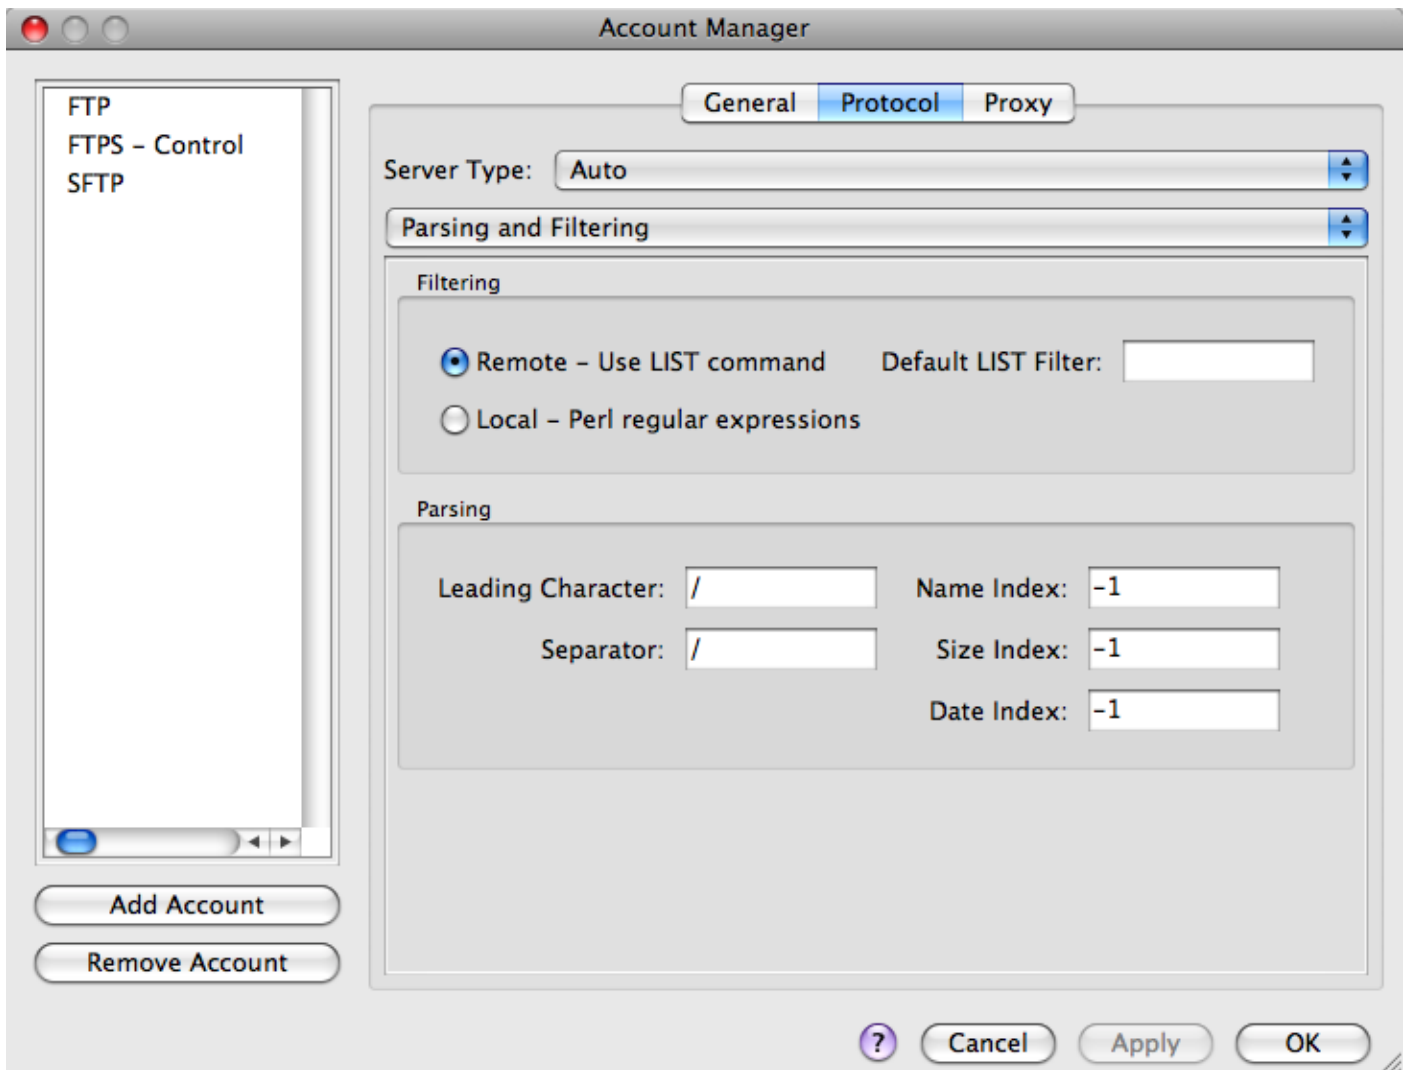 Account Manager
FTP
FTPS – Control
SFTP
Add Account
Remove Account
General Protocol Proxy
Server Type: Auto
Parsing and Filtering
Filtering
Remote – Use LIST command Default LIST Filter:
Local – Perl regular expressions
Parsing
Leading Character: / Name Index: -1
Separator: / Size Index: -1
Date Index: -1
? Cancel Apply OK